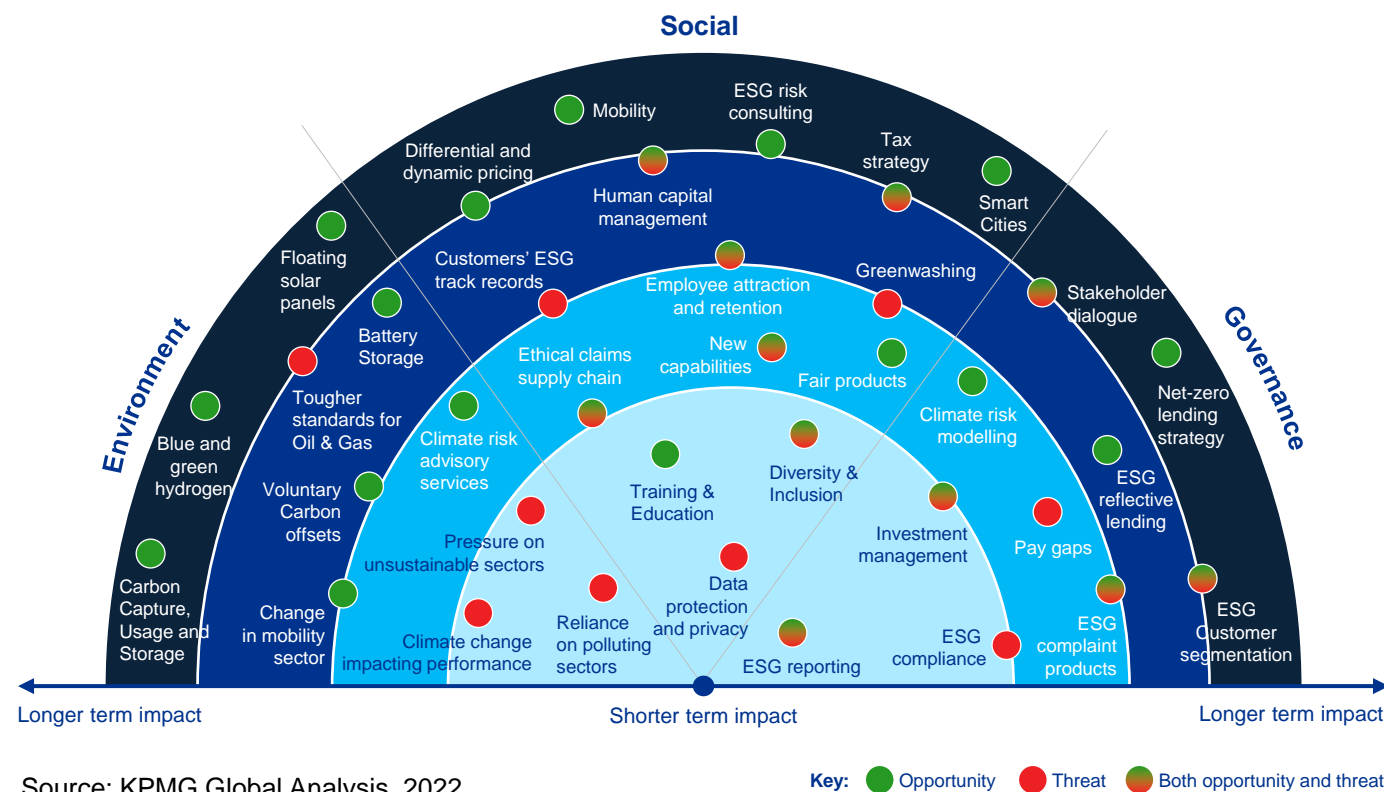 Social
Mobility
ESG risk
consulting
Differential and
dynamic pricing
Tax
strategy
Human capital
management
Smart
Cities
Floating
solar
panels
Customers’ ESG
track records
Employee attraction
and retention
Greenwashing
Stakeholder
dialogue
Battery
Storage
Ethical claims
supply chain
New
capabilities
Fair products
Environment
Governance
Tougher
standards for
Oil & Gas
Climate risk
modelling
Net-zero
lending
strategy
Blue and
green
hydrogen
Climate risk
advisory
services
Voluntary
Carbon
offsets
Training &
Education
Diversity &
Inclusion
ESG
reflective
lending
Pressure on
unsustainable sectors
Investment
management
Pay gaps
Carbon
Capture,
Usage and
Storage
Change
in mobility
sector
Climate change
impacting performance
Reliance
on polluting
sectors
Data
protection
and privacy
ESG reporting
ESG
compliance
ESG
complaint
products
ESG
Customer
segmentation
Longer term impact
Shorter term impact
Longer term impact
Source: KPMG Global Analysis, 2022
Key: Opportunity Threat Both opportunity and threat